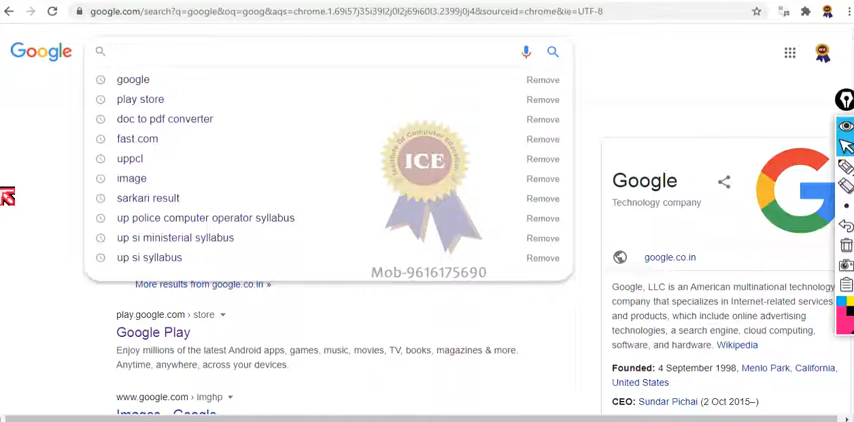 google.com/search?q=google&oq=goog&aqs=chrome.1.69i57j35i39l2j0l2j69i60l3.2399j0j4&sourceid=chrome&ie=UTF-8
Google
google Remove
play store Remove
doc to pdf converter Remove
fast com Remove
uppcl Remove
image Remove
sarkari result Remove
up police computer operator syllabus Remove
up si ministerial syllabus Remove
up si syllabus Remove
Institute Of Computer Education
ICE
Mob-9616175690
More results from google.co.in »
play.google.com › store
Google Play
Enjoy millions of the latest Android apps, games, music, movies, TV, books, magazines & more.
Anytime, anywhere, across your devices.
www.google.com › imghp
Images - Google
Google
Technology company
google.co.in
Google, LLC is an American multinational technology
company that specializes in Internet-related services
and products, which include online advertising
technologies, a search engine, cloud computing,
software, and hardware. Wikipedia
Founded: 4 September 1998, Menlo Park, California,
United States
CEO: Sundar Pichai (2 Oct 2015–)